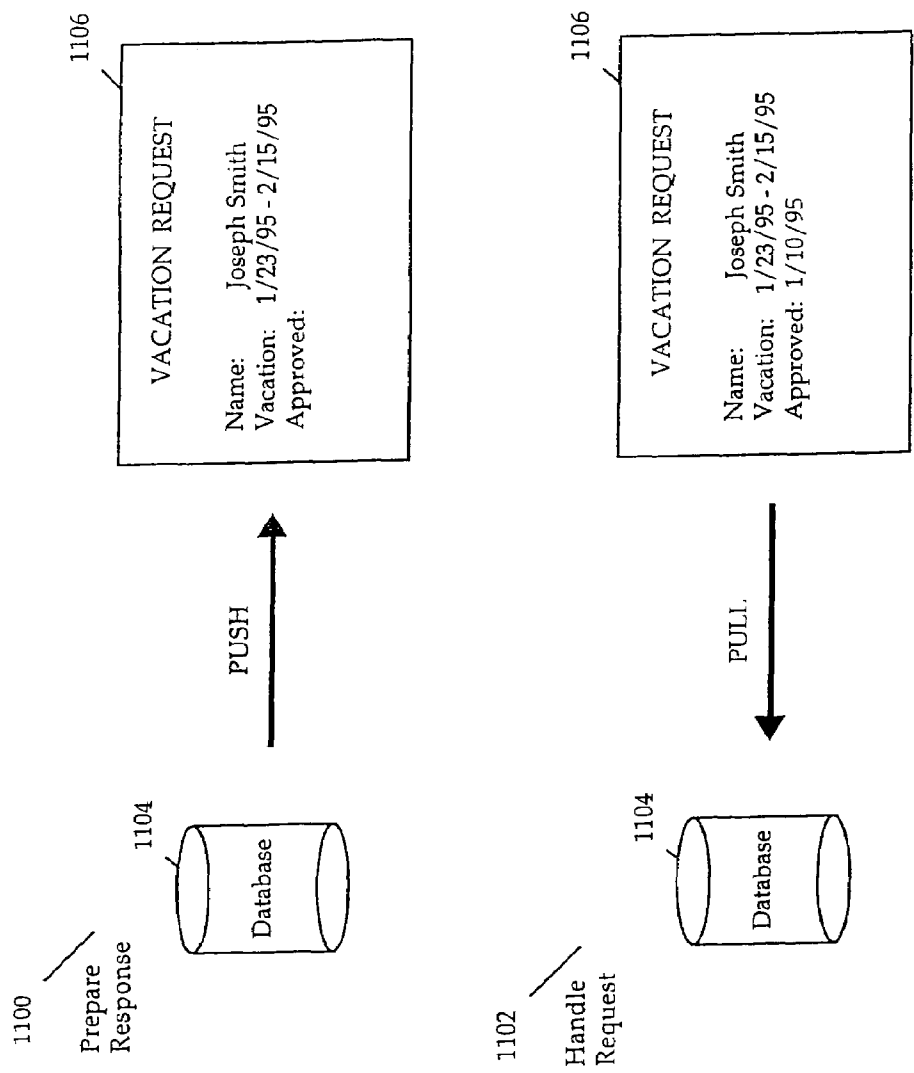 1100
Prepare
Response
1104
Database
PUSH
1106
VACATION REQUEST
Name: Joseph Smith
Vacation: 1/23/95 - 2/15/95
Approved:
1102
Handle
Request
1104
Database
PULL
1106
VACATION REQUEST
Name: Joseph Smith
Vacation: 1/23/95 - 2/15/95
Approved: 1/10/95